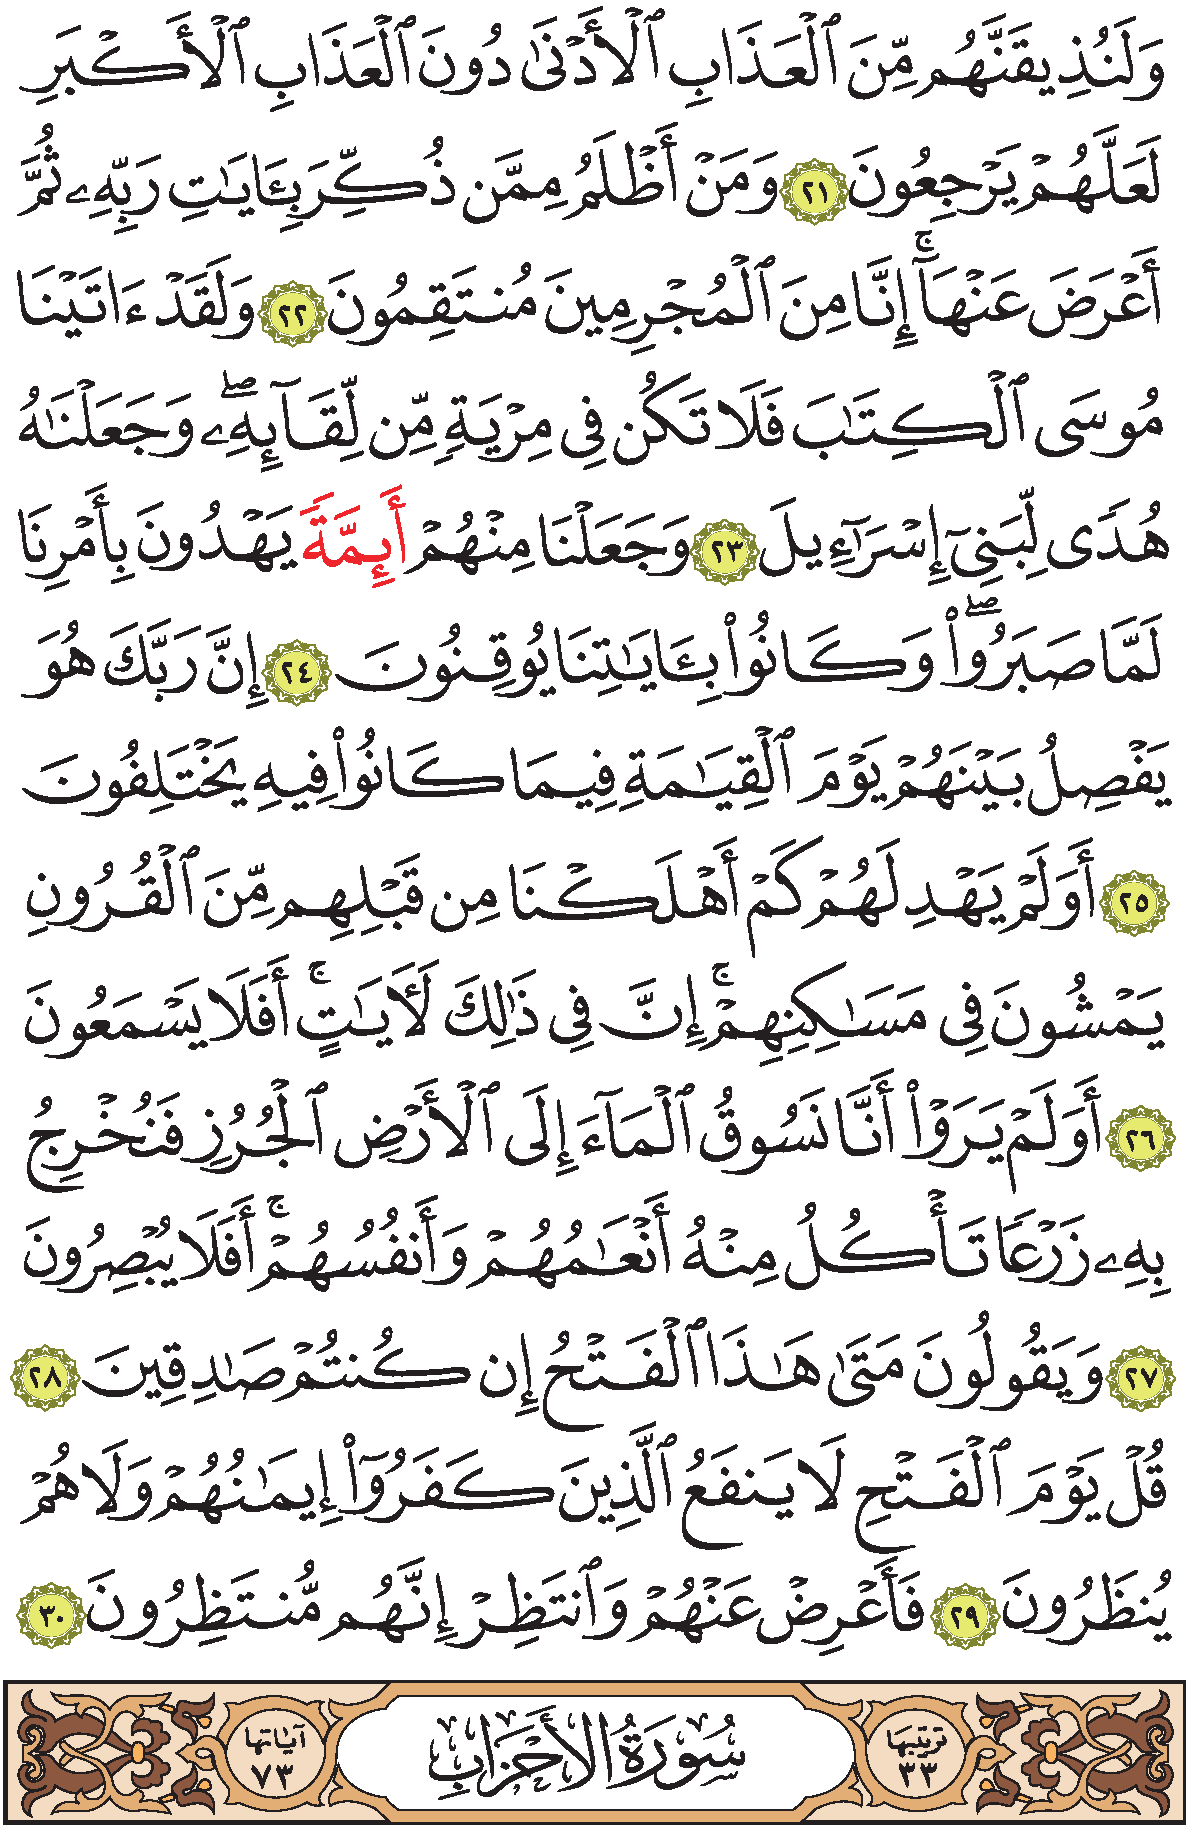 وَلَنُذِيقَنَّهُم مِّنَ ٱلْعَذَابِ ٱلْأَدْنَىٰ دُونَ ٱلْعَذَابِ ٱلْأَكْبَرِ
لَعَلَّهُمْ يَرْجِعُونَ ٢١ وَمَنْ أَظْلَمُ مِمَّن ذُكِّرَ بِـَٔايَـٰتِ رَبِّهِۦ ثُمَّ
أَعْرَضَ عَنْهَآ ۚ إِنَّا مِنَ ٱلْمُجْرِمِينَ مُنتَقِمُونَ ٢٢ وَلَقَدْ ءَاتَيْنَا
مُوسَى ٱلْكِتَـٰبَ فَلَا تَكُن فِى مِرْيَةٍ مِّن لِّقَآئِهِۦ ۖ وَجَعَلْنَـٰهُ
هُدًى لِّبَنِىٓ إِسْرَٰٓءِيلَ ٢٣ وَجَعَلْنَا مِنْهُمْ أَئِمَّةً يَهْدُونَ بِأَمْرِنَا
لَمَّا صَبَرُوا۟ ۖ وَكَانُوا۟ بِـَٔايَـٰتِنَا يُوقِنُونَ ٢٤ إِنَّ رَبَّكَ هُوَ
يَفْصِلُ بَيْنَهُمْ يَوْمَ ٱلْقِيَـٰمَةِ فِيمَا كَانُوا۟ فِيهِ يَخْتَلِفُونَ
٢٥ أَوَلَمْ يَهْدِ لَهُمْ كَمْ أَهْلَكْنَا مِن قَبْلِهِم مِّنَ ٱلْقُرُونِ
يَمْشُونَ فِى مَسَـٰكِنِهِمْ ۚ إِنَّ فِى ذَٰلِكَ لَـَٔايَـٰتٍ ۚ أَفَلَا يَسْمَعُونَ
٢٦ أَوَلَمْ يَرَوْا۟ أَنَّا نَسُوقُ ٱلْمَآءَ إِلَى ٱلْأَرْضِ ٱلْجُرُزِ فَنُخْرِجُ
بِهِۦ زَرْعًا تَأْكُلُ مِنْهُ أَنْعَـٰمُهُمْ وَأَنفُسُهُمْ ۚ أَفَلَا يُبْصِرُونَ
٢٧ وَيَقُولُونَ مَتَىٰ هَـٰذَا ٱلْفَتْحُ إِن كُنتُمْ صَـٰدِقِينَ ٢٨
قُلْ يَوْمَ ٱلْفَتْحِ لَا يَنفَعُ ٱلَّذِينَ كَفَرُوٓا۟ إِيمَـٰنُهُمْ وَلَا هُمْ
يُنظَرُونَ ٢٩ فَأَعْرِضْ عَنْهُمْ وَٱنتَظِرْ إِنَّهُم مُّنتَظِرُونَ ٣٠
ترتيبها
٣٣
سُورَةُ الأَحْزَابِ
آياتها
٧٣